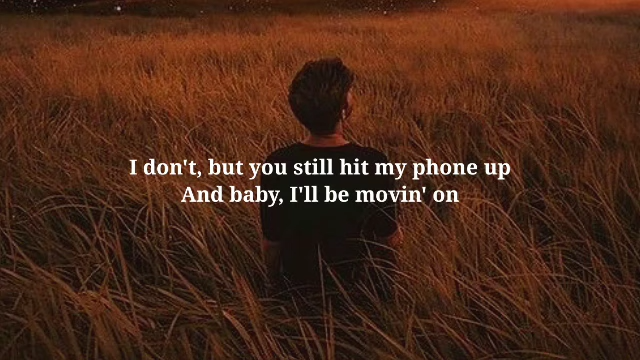 I don't, but you still hit my phone up
And baby, I'll be movin' on